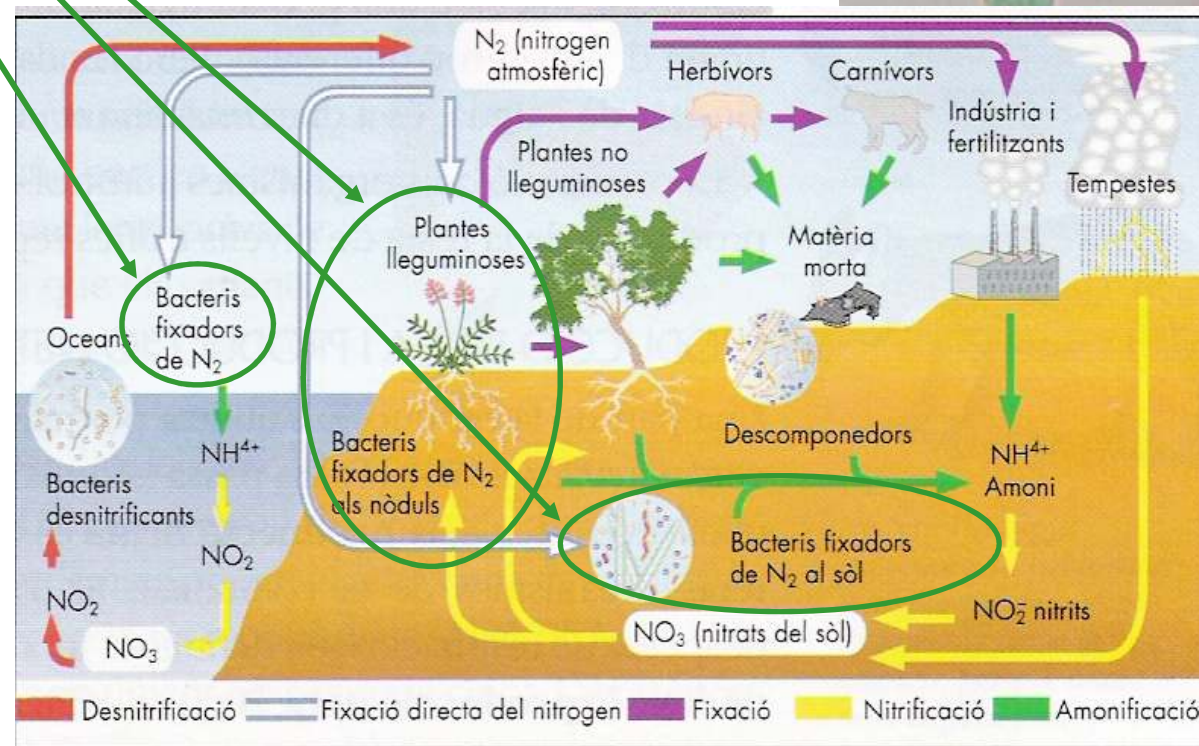 N₂ (nitrogen
atmosfèric)
Herbívors
Carnívors
Indústria i
fertilitzants
Tempestes
Plantes no
lleguminoses
Plantes
lleguminoses
Matèria
morta
Oceans
Bacteris
fixadors
de N₂
NH⁴⁺
Bacteris
desnitrificants
NO₂
NO₂
NO₃
Bacteris
fixadors de N₂
als nòduls
Descomponedors
NH⁴⁺
Amoni
Bacteris fixadors
de N₂ al sòl
NO₂⁻ nitrits
NO₃ (nitrats del sòl)
Desnitrificació
Fixació directa del nitrogen
Fixació
Nitrificació
Amonificació